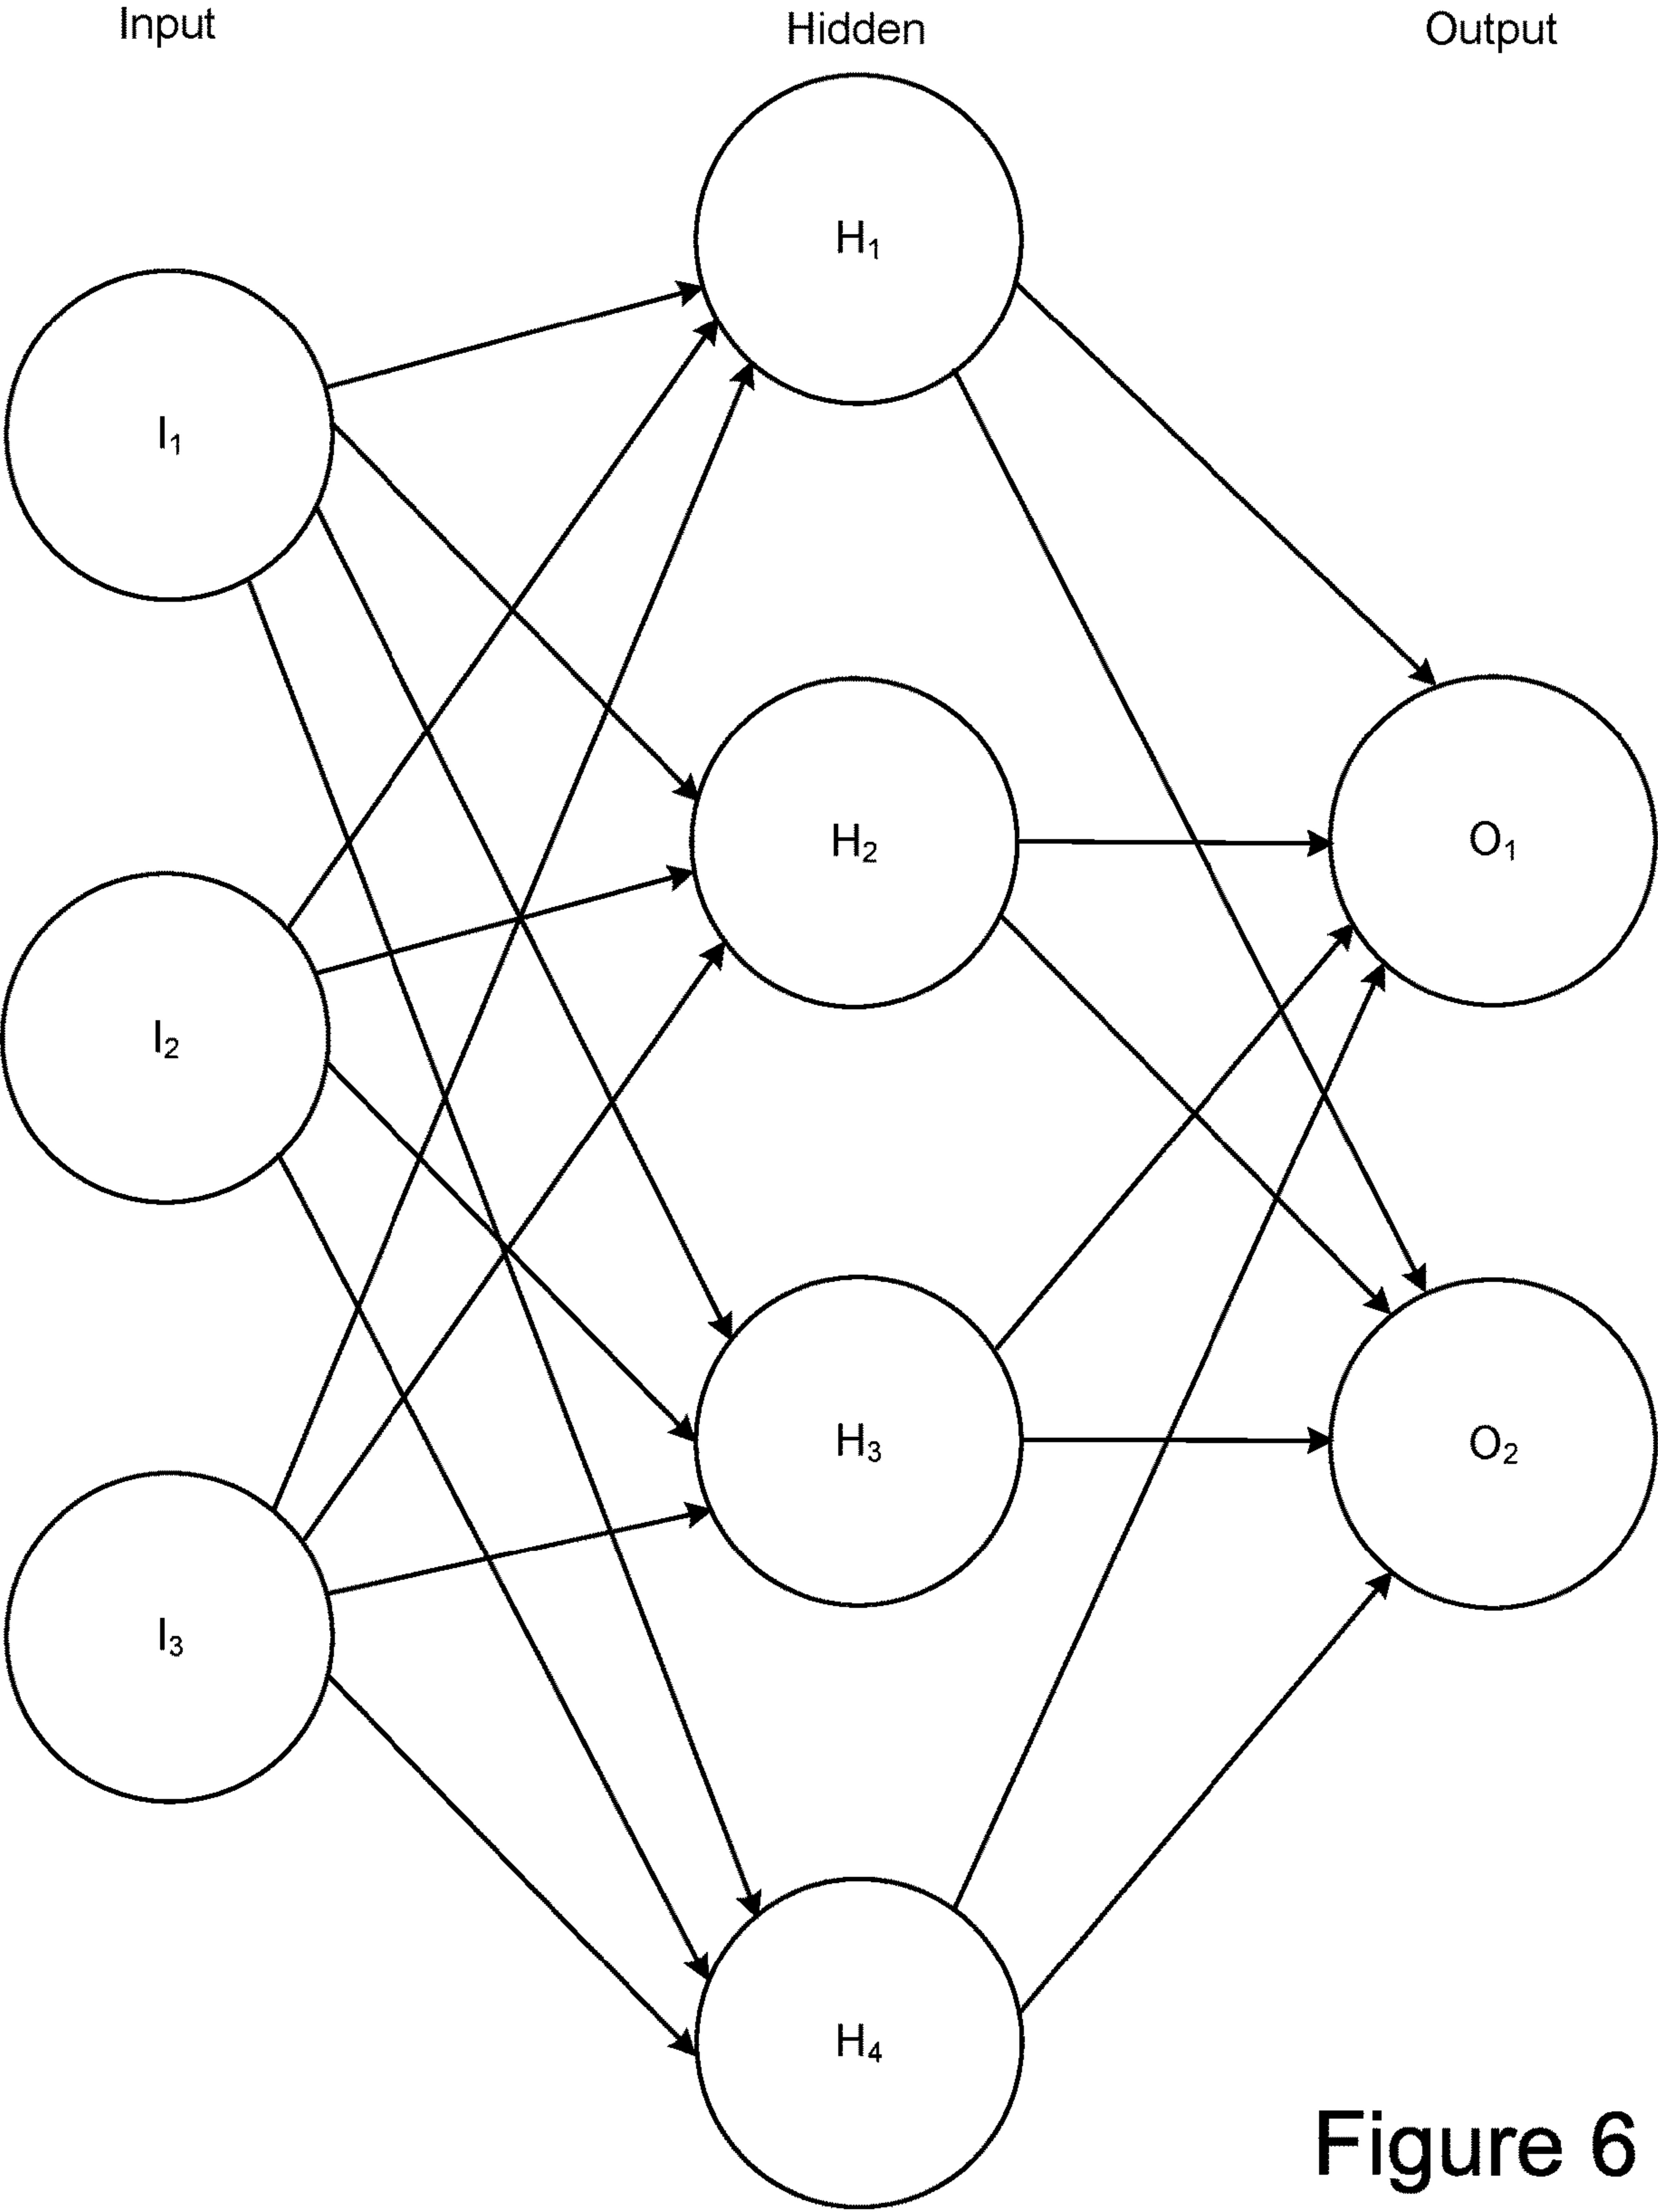 Input Hidden Output
H₁
I₁
H₂
O₁
I₂
H₃
O₂
I₃
H₄
Figure 6